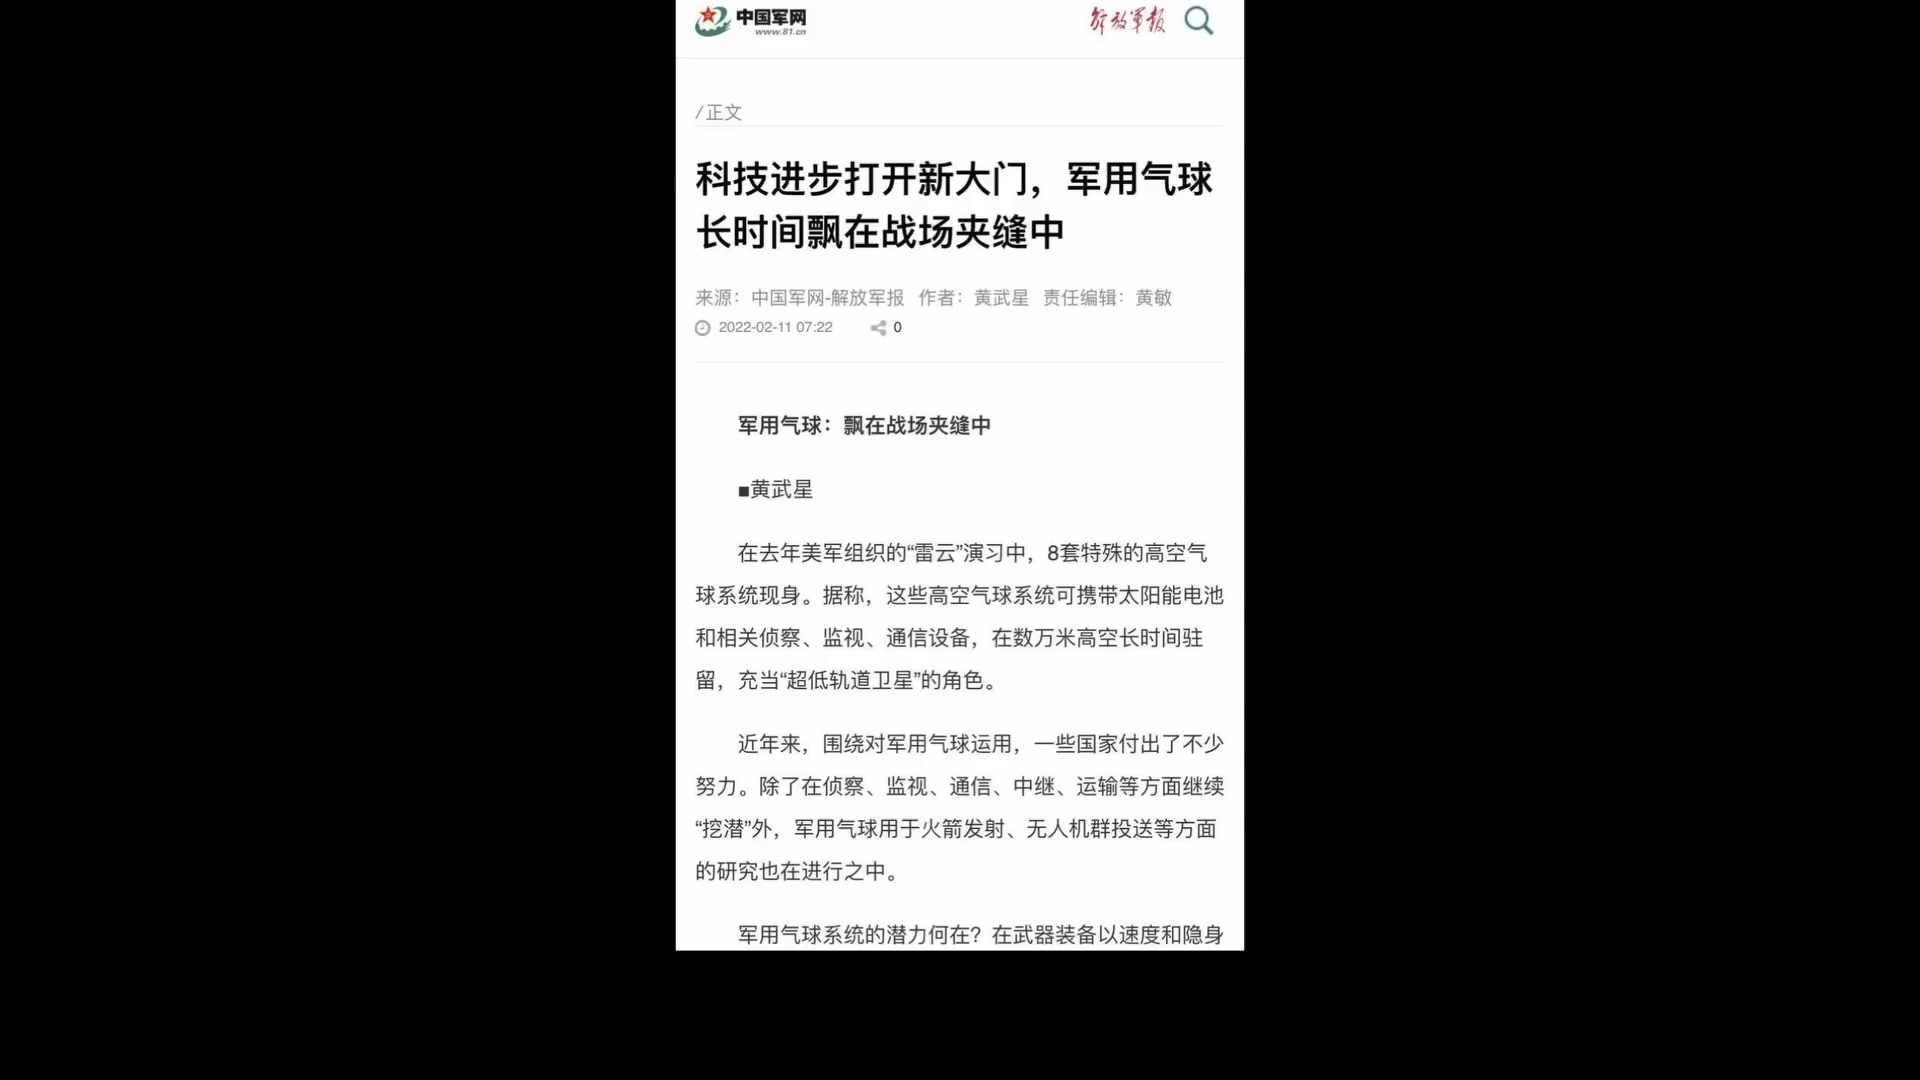 中国军网
www.81.cn
解放军报
/正文
科技进步打开新大门，军用气球
长时间飘在战场夹缝中
来源：中国军网-解放军报 作者：黄武星 责任编辑：黄敏
2022-02-11 07:22 0
军用气球：飘在战场夹缝中
■黄武星
在去年美军组织的“雷云”演习中，8套特殊的高空气
球系统现身。据称，这些高空气球系统可携带太阳能电池
和相关侦察、监视、通信设备，在数万米高空长时间驻
留，充当“超低轨道卫星”的角色。
近年来，围绕对军用气球运用，一些国家付出了不少
努力。除了在侦察、监视、通信、中继、运输等方面继续
“挖潜”外，军用气球用于火箭发射、无人机群投送等方面
的研究也在进行之中。
军用气球系统的潜力何在？在武器装备以速度和隐身